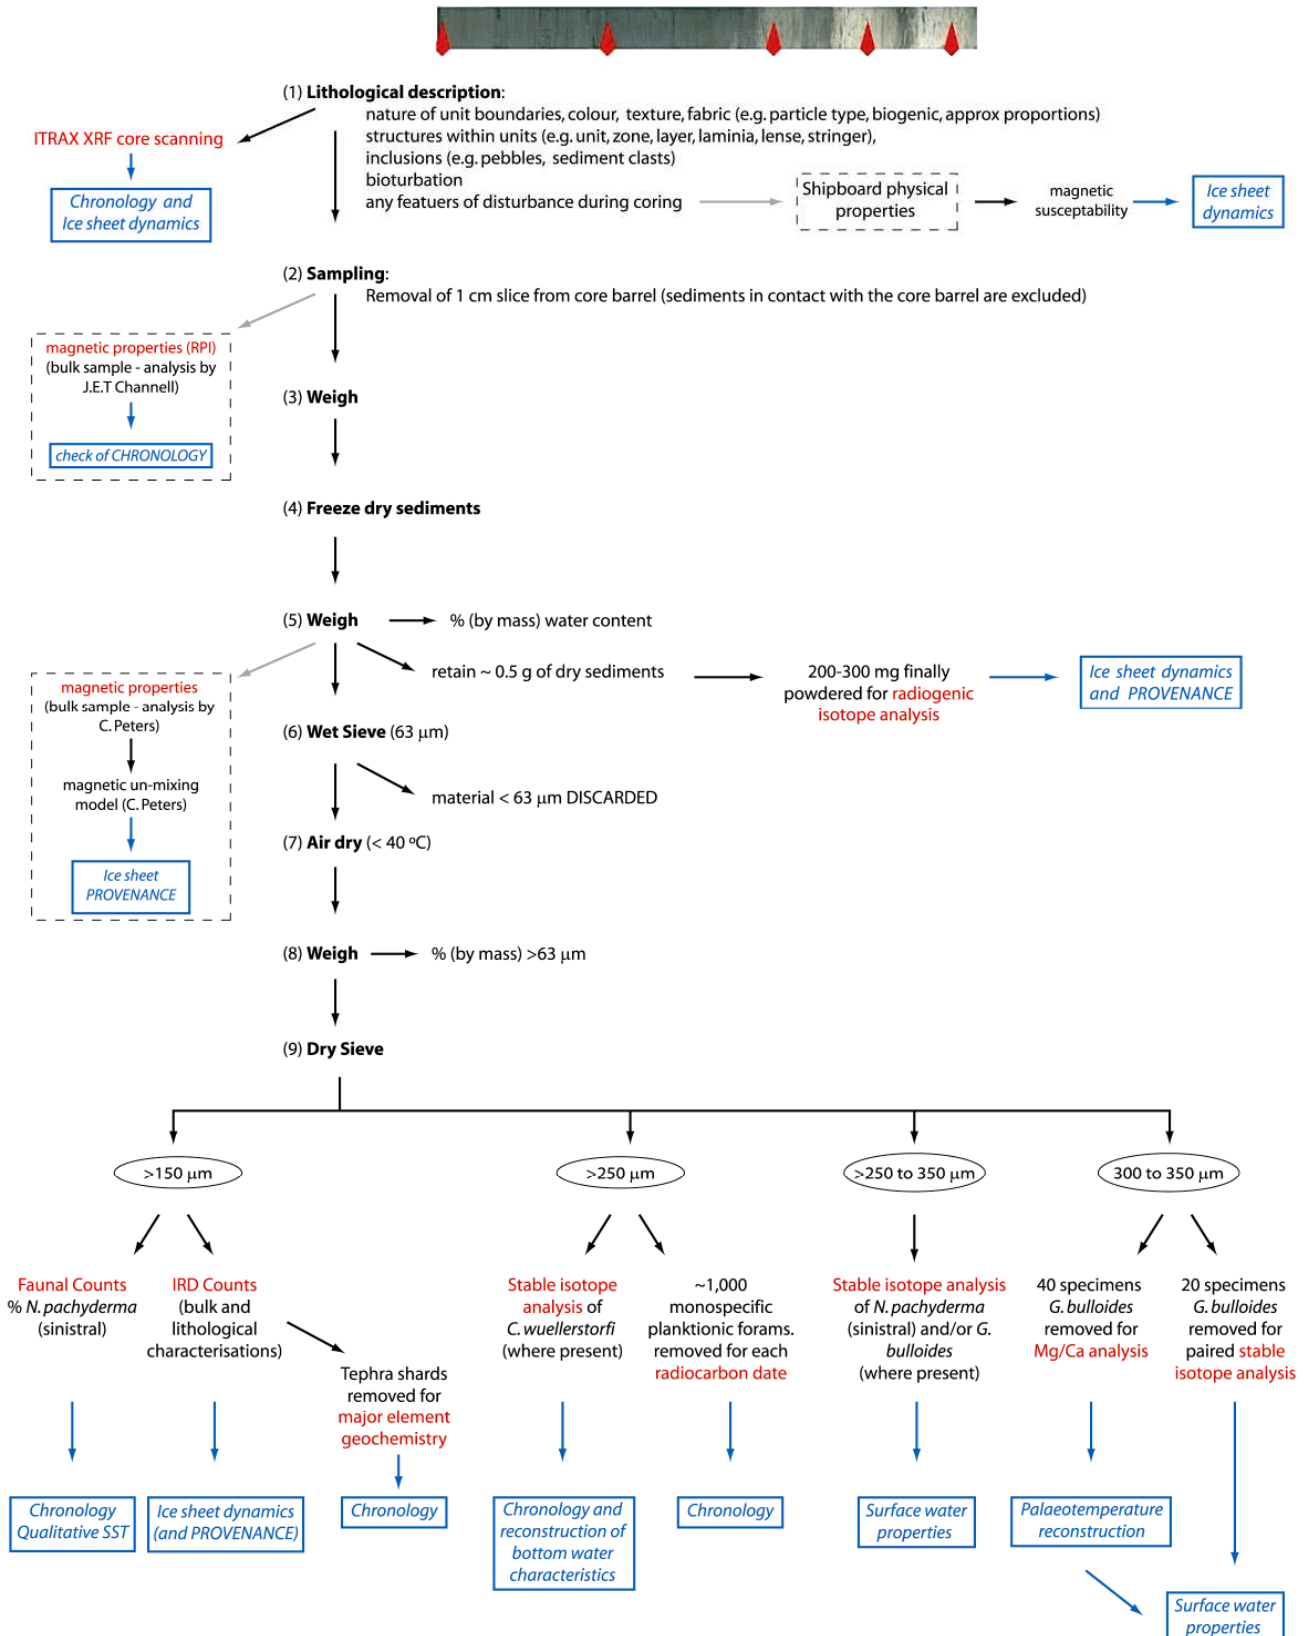 (1) Lithological description:
nature of unit boundaries, colour, texture, fabric (e.g. particle type, biogenic, approx proportions)
structures within units (e.g. unit, zone, layer, laminia, lense, stringer),
inclusions (e.g. pebbles, sediment clasts)
bioturbation
any featuers of disturbance during coring
ITRAX XRF core scanning
Chronology and
Ice sheet dynamics
Shipboard physical
properties
magnetic
susceptability
Ice sheet
dynamics
(2) Sampling:
Removal of 1 cm slice from core barrel (sediments in contact with the core barrel are excluded)
magnetic properties (RPI)
(bulk sample - analysis by
J.E.T Channell)
check of CHRONOLOGY
(3) Weigh
(4) Freeze dry sediments
(5) Weigh
% (by mass) water content
retain ~ 0.5 g of dry sediments
200-300 mg finally
powdered for radiogenic
isotope analysis
Ice sheet dynamics
and PROVENANCE
magnetic properties
(bulk sample - analysis by
C. Peters)
magnetic un-mixing
model (C. Peters)
Ice sheet
PROVENANCE
(6) Wet Sieve (63 µm)
material < 63 µm DISCARDED
(7) Air dry (< 40 ºC)
(8) Weigh
% (by mass) >63 µm
(9) Dry Sieve
>150 µm
>250 µm
>250 to 350 µm
300 to 350 µm
Faunal Counts
% N. pachyderma
(sinistral)
IRD Counts
(bulk and
lithological
characterisations)
Tephra shards
removed for
major element
geochemistry
Stable isotope
analysis of
C. wuellerstorfi
(where present)
~1,000
monospecific
planktionic forams.
removed for each
radiocarbon date
Stable isotope analysis
of N. pachyderma
(sinistral) and/or G.
bulloides
(where present)
40 specimens
G. bulloides
removed for
Mg/Ca analysis
20 specimens
G. bulloides
removed for
paired stable
isotope analysis
Chronology
Qualitative SST
Ice sheet dynamics
(and PROVENANCE)
Chronology
Chronology and
reconstruction of
bottom water
characteristics
Chronology
Surface water
properties
Palaeotemperature
reconstruction
Surface water
properties